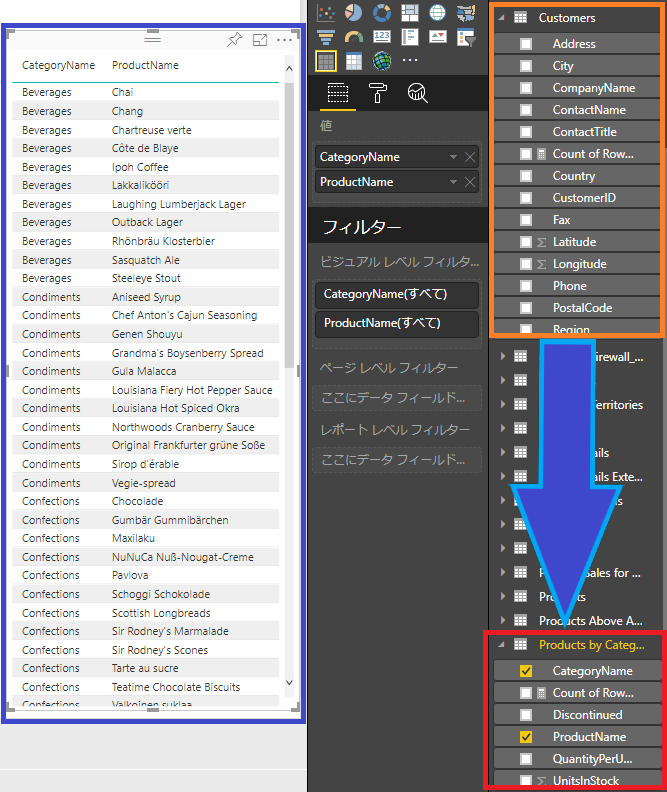 CategoryName ProductName
Beverages Chai
Beverages Chang
Beverages Chartreuse verte
Beverages Côte de Blaye
Beverages Ipoh Coffee
Beverages Lakkalikööri
Beverages Laughing Lumberjack Lager
Beverages Outback Lager
Beverages Rhönbräu Klosterbier
Beverages Sasquatch Ale
Beverages Steeleye Stout
Condiments Aniseed Syrup
Condiments Chef Anton's Cajun Seasoning
Condiments Genen Shouyu
Condiments Grandma's Boysenberry Spread
Condiments Gula Malacca
Condiments Louisiana Fiery Hot Pepper Sauce
Condiments Louisiana Hot Spiced Okra
Condiments Northwoods Cranberry Sauce
Condiments Original Frankfurter grüne Soße
Condiments Sirop d'érable
Condiments Vegie-spread
Confections Chocolade
Confections Gumbär Gummibärchen
Confections Maxilaku
Confections NuNuCa Nuß-Nougat-Creme
Confections Pavlova
Confections Schoggi Schokolade
Confections Scottish Longbreads
Confections Sir Rodney's Marmalade
Confections Sir Rodney's Scones
Confections Tarte au sucre
Confections Teatime Chocolate Biscuits
Confections Valkoinen suklaa
123
値
CategoryName
ProductName
フィルター
ビジュアル レベル フィルタ...
CategoryName(すべて)
ProductName(すべて)
ページ レベル フィルター
ここにデータ フィールド...
レポート レベル フィルター
ここにデータ フィールド...
Customers
Address
City
CompanyName
ContactName
ContactTitle
Count of Row...
Country
CustomerID
Fax
Latitude
Longitude
Phone
PostalCode
Region
irewall_...
Territories
ails
ails Exte...
ns
ales for ...
Products Above A...
Products by Categ...
CategoryName
Count of Row...
Discontinued
ProductName
QuantityPerU...
UnitsInStock